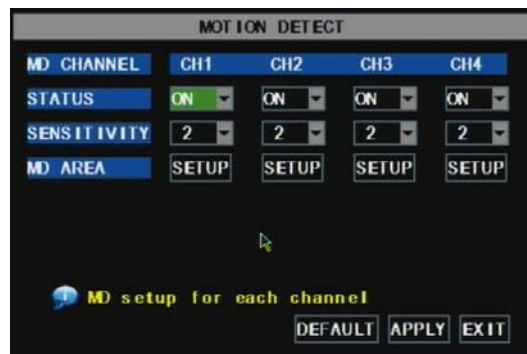 MOTION DETECT
MD CHANNEL CH1 CH2 CH3 CH4
STATUS ON ON ON ON
SENSITIVITY 2 2 2 2
MD AREA SETUP SETUP SETUP SETUP
MD setup for each channel
DEFAULT APPLY EXIT